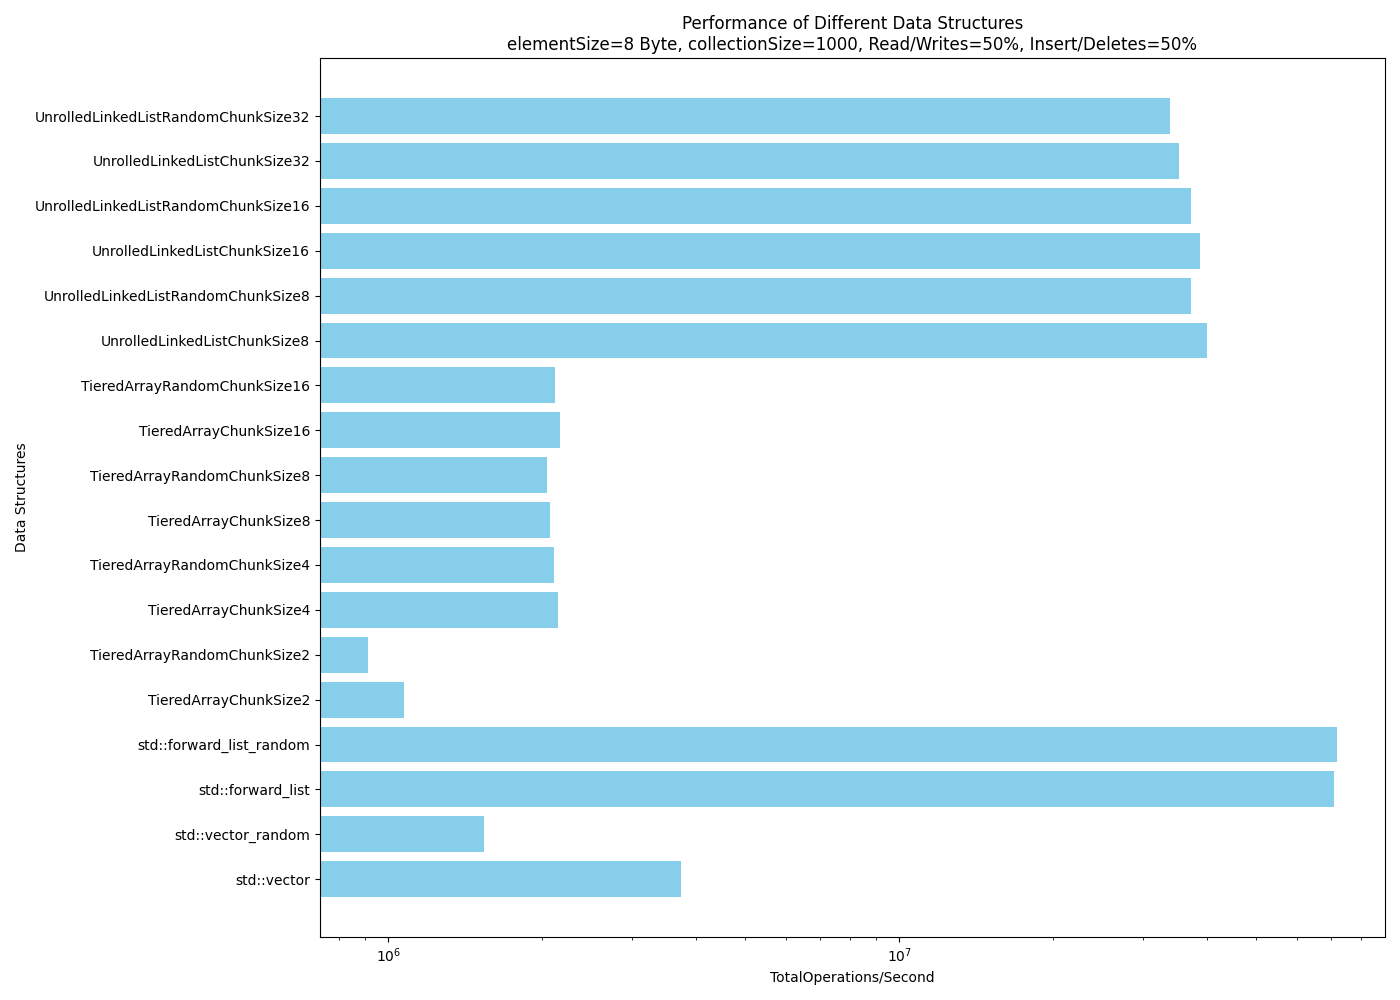 Performance of Different Data Structures
elementSize=8 Byte, collectionSize=1000, Read/Writes=50%, Insert/Deletes=50%
UnrolledLinkedListRandomChunkSize32
UnrolledLinkedListChunkSize32
UnrolledLinkedListRandomChunkSize16
UnrolledLinkedListChunkSize16
UnrolledLinkedListRandomChunkSize8
UnrolledLinkedListChunkSize8
TieredArrayRandomChunkSize16
TieredArrayChunkSize16
TieredArrayRandomChunkSize8
TieredArrayChunkSize8
TieredArrayRandomChunkSize4
TieredArrayChunkSize4
TieredArrayRandomChunkSize2
TieredArrayChunkSize2
std::forward_list_random
std::forward_list
std::vector_random
std::vector
Data Structures
10⁶ 10⁷
TotalOperations/Second